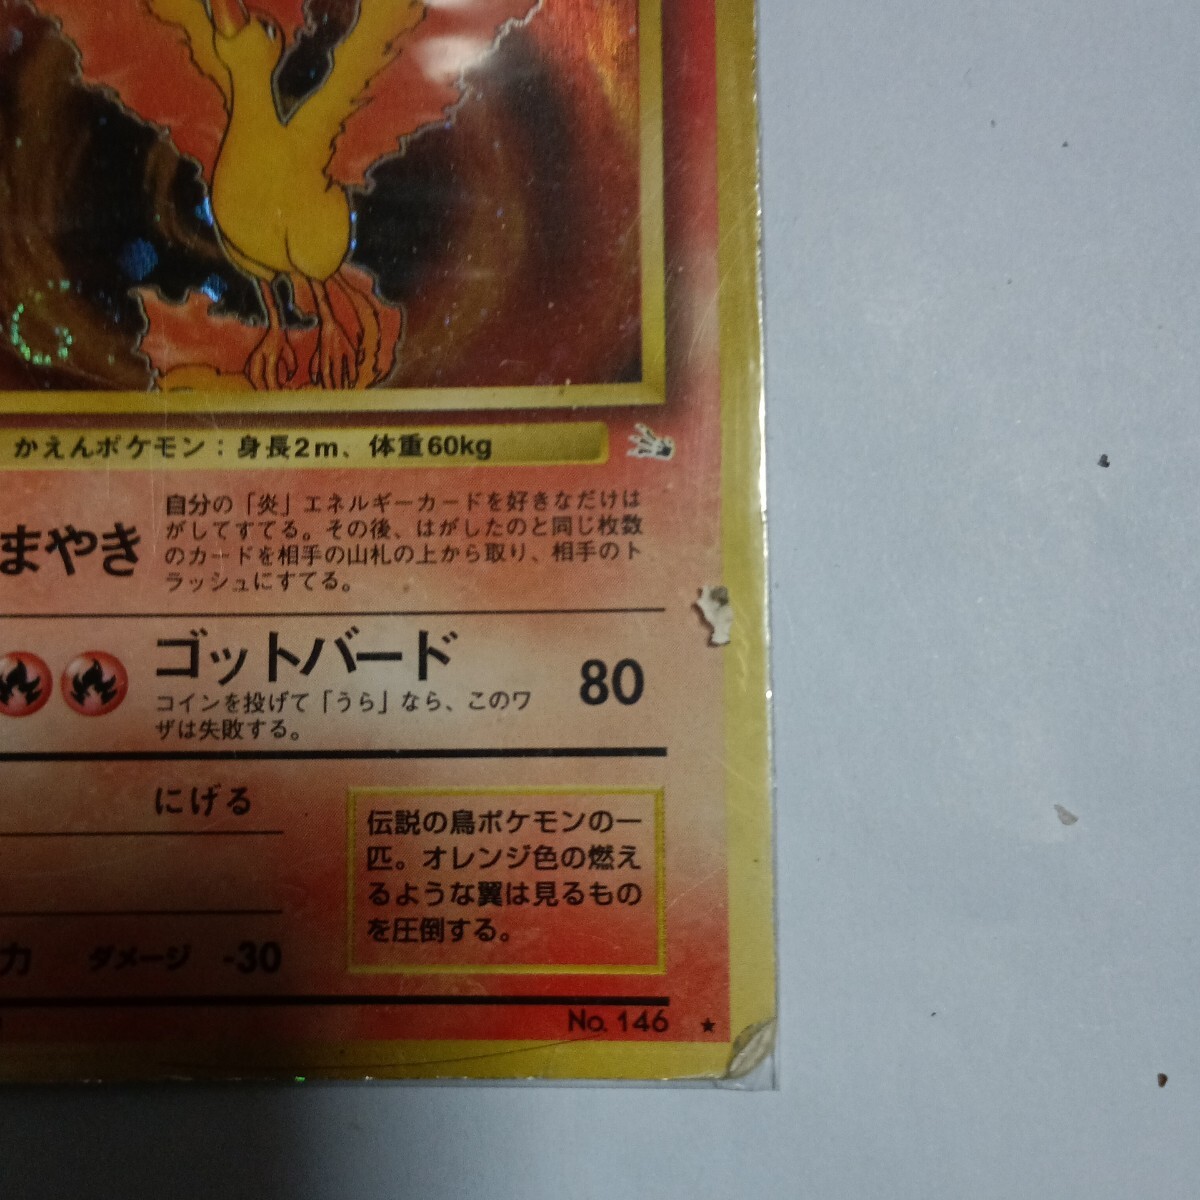 かえんポケモン：身長2m、体重60kg
まやき
自分の「炎」エネルギーカードを好きなだけは
がしてすてる。その後、はがしたのと同じ枚数
のカードを相手の山札の上から取り、相手のト
ラッシュにすてる。
ゴットバード
80
コインを投げて「うら」なら、このワ
ザは失敗する。
にげる
伝説の鳥ポケモンの一
匹。オレンジ色の燃え
るような翼は見るもの
を圧倒する。
力 ダメージ -30
No. 146 ★